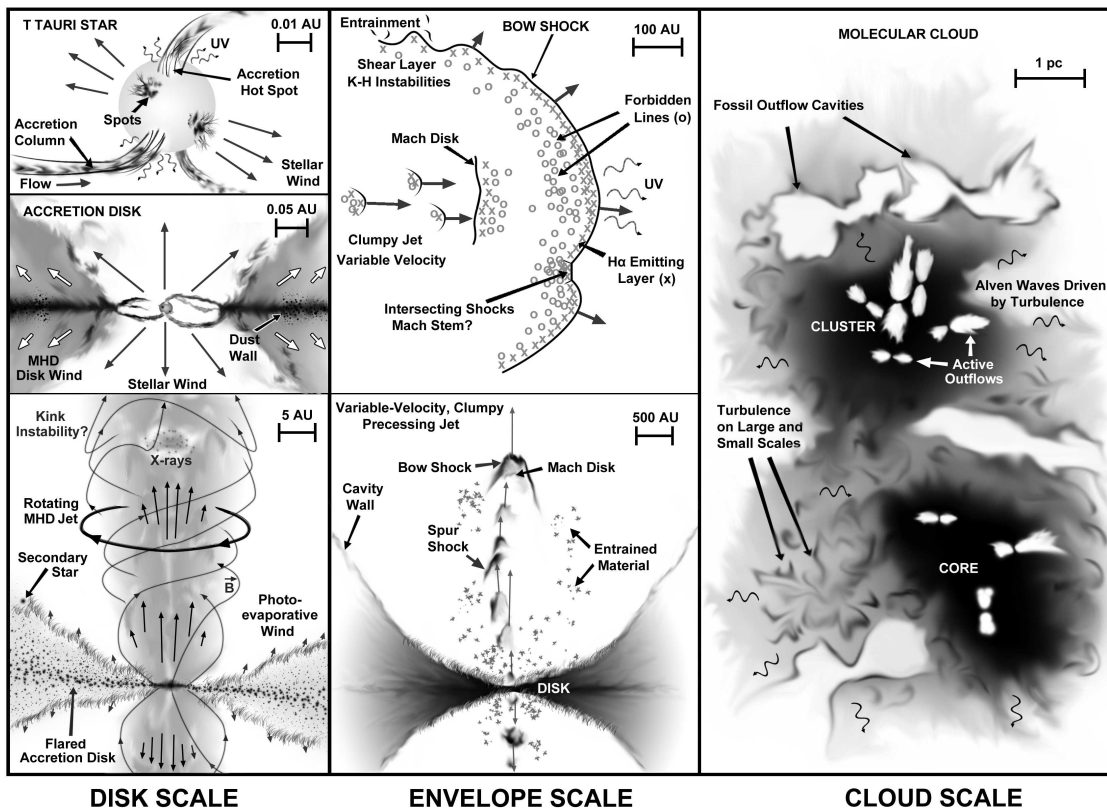 T TAURI STAR
0.01 AU
UV
Accretion
Hot Spot
Spots
Accretion
Column
Flow
Stellar
Wind
ACCRETION DISK
0.05 AU
MHD
Disk Wind
Dust
Wall
Stellar Wind
Kink
Instability?
5 AU
X-rays
Rotating
MHD Jet
Secondary
Star
B
Photo-
evaporative
Wind
Flared
Accretion Disk
DISK SCALE
Entrainment
BOW SHOCK
100 AU
Shear Layer
K-H Instabilities
Forbidden
Lines (o)
Mach Disk
UV
Clumpy Jet
Variable Velocity
Hα Emitting
Layer (x)
Intersecting Shocks
Mach Stem?
Variable-Velocity, Clumpy
Precessing Jet
500 AU
Bow Shock
Mach Disk
Cavity
Wall
Spur
Shock
Entrained
Material
DISK
ENVELOPE SCALE
MOLECULAR CLOUD
1 pc
Fossil Outflow Cavities
Alven Waves Driven
by Turbulence
CLUSTER
Active
Outflows
Turbulence
on Large and
Small Scales
CORE
CLOUD SCALE